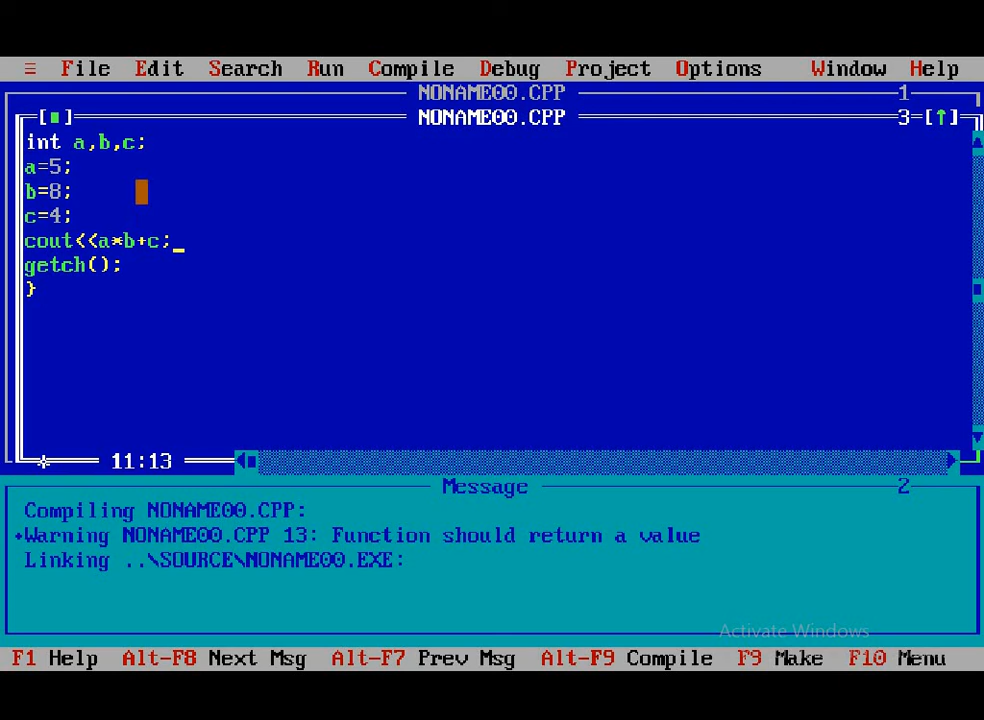 ≡ File Edit Search Run Compile Debug Project Options Window Help
NONAME00.CPP 1
[■] NONAME00.CPP 3=[↑]
int a,b,c;
a=5;
b=8;
c=4;
cout<<a*b+c;_
getch();
}
11:13
Message 2
Compiling NONAME00.CPP:
•Warning NONAME00.CPP 13: Function should return a value
Linking ..\SOURCE\NONAME00.EXE:
Activate Windows
F1 Help Alt-F8 Next Msg Alt-F7 Prev Msg Alt-F9 Compile F9 Make F10 Menu